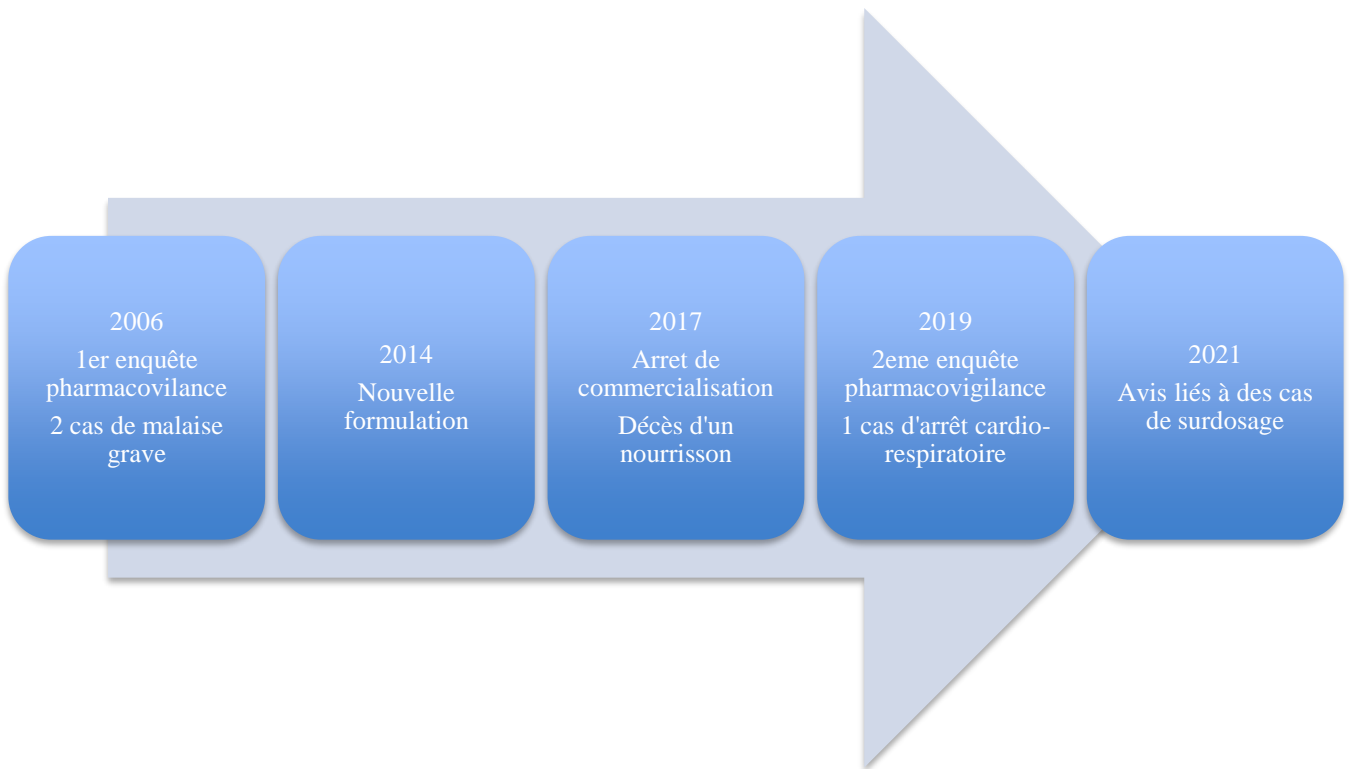 2006
1er enquête
pharmacovilance
2 cas de malaise
grave
2014
Nouvelle
formulation
2017
Arret de
commercialisation
Décès d'un
nourrisson
2019
2eme enquête
pharmacovigilance
1 cas d'arrêt cardio-
respiratoire
2021
Avis liés à des cas
de surdosage